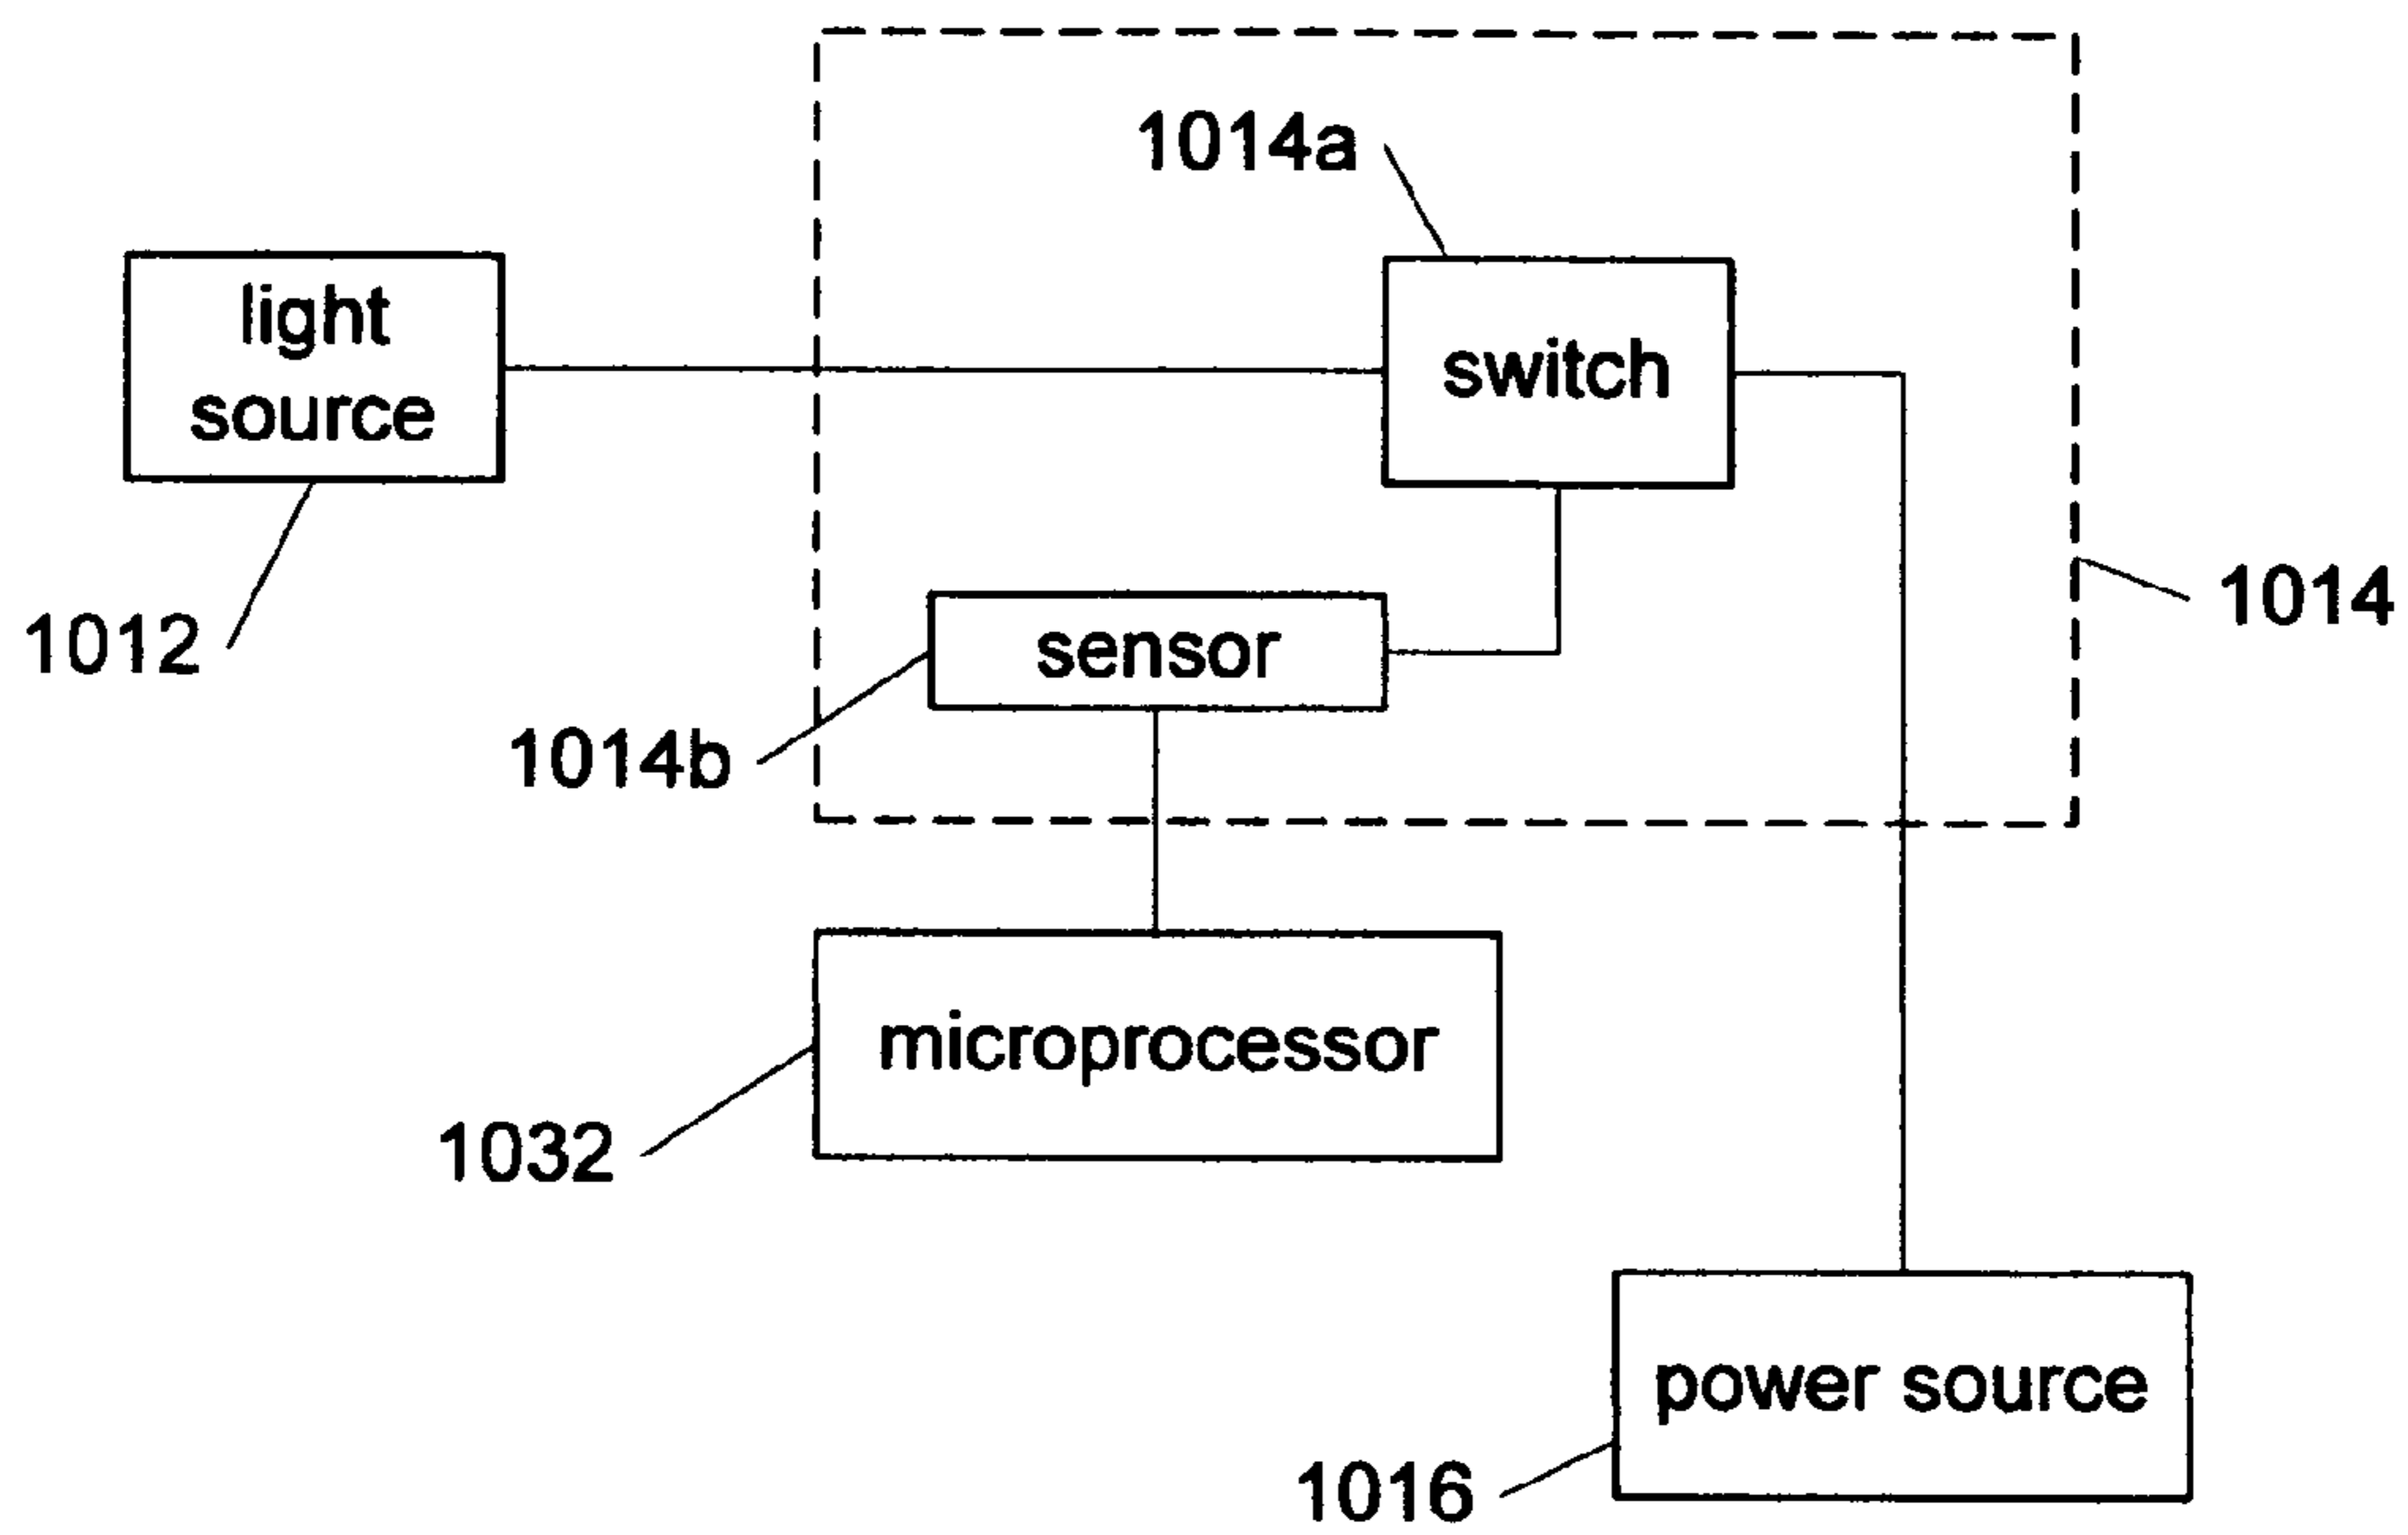 1014a
light
source
switch
1014
1012
sensor
1014b
microprocessor
1032
power source
1016